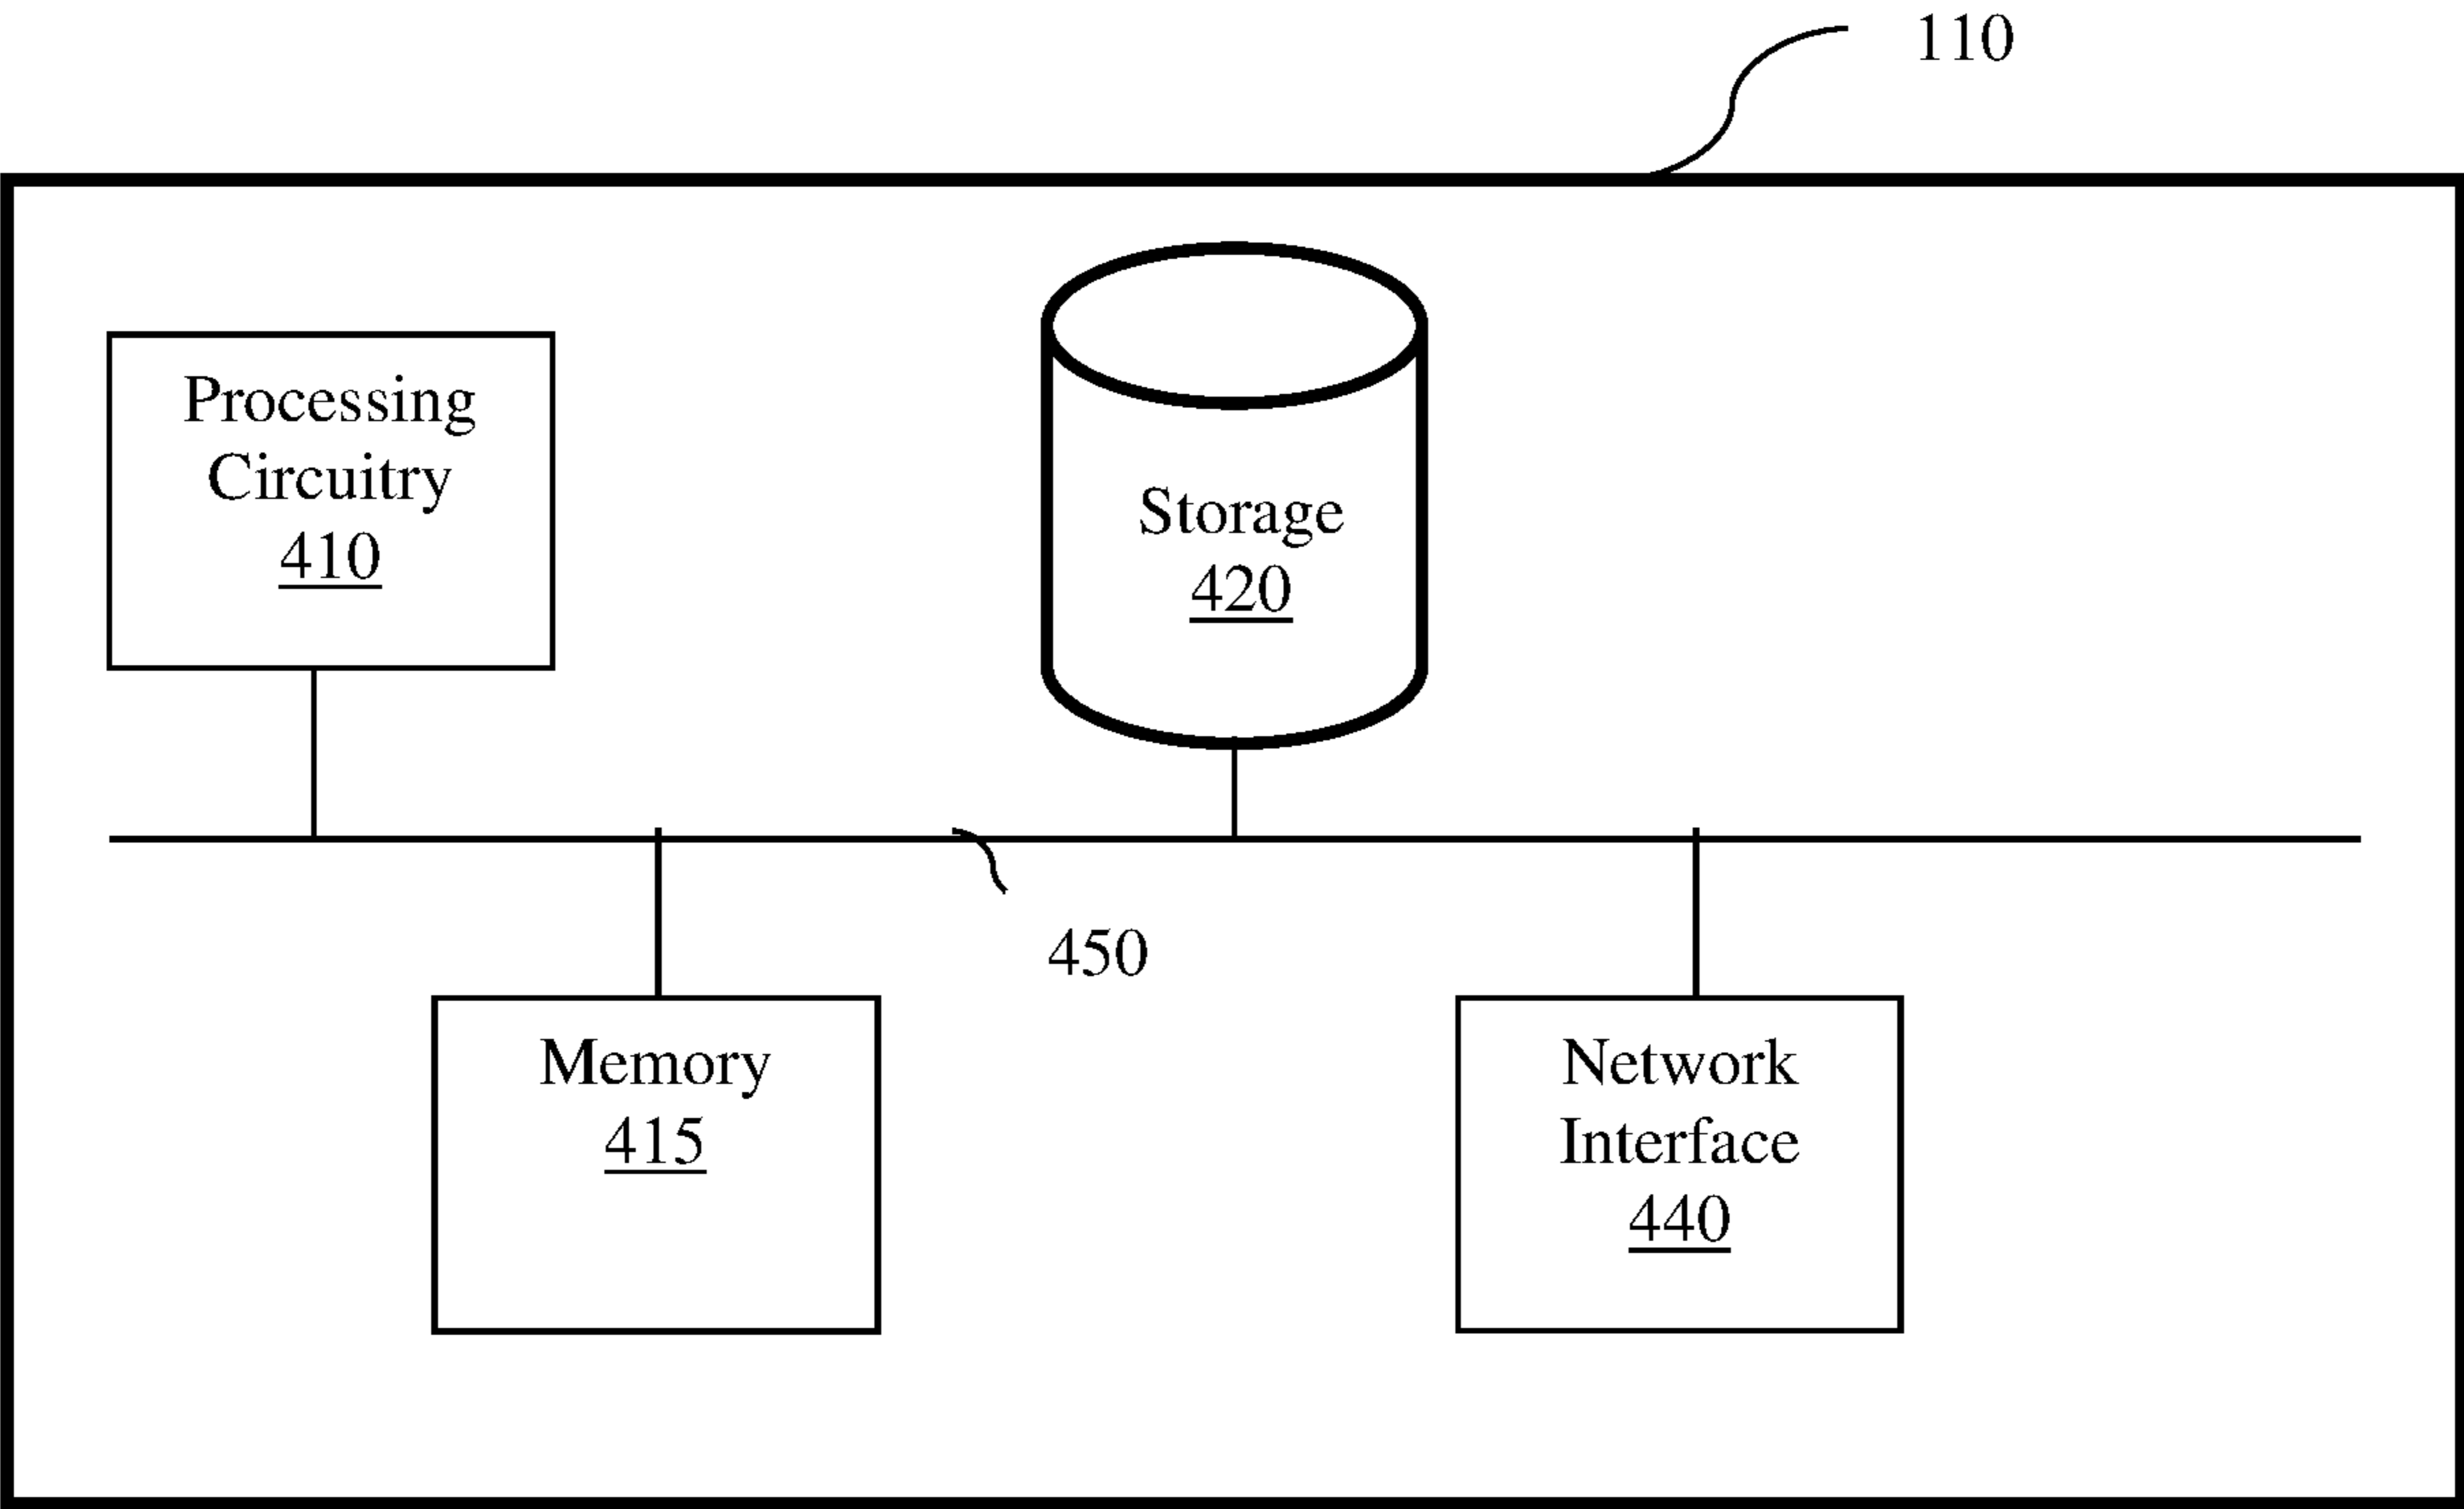 110
Processing
Circuitry
410
Storage
420
450
Memory
415
Network
Interface
440